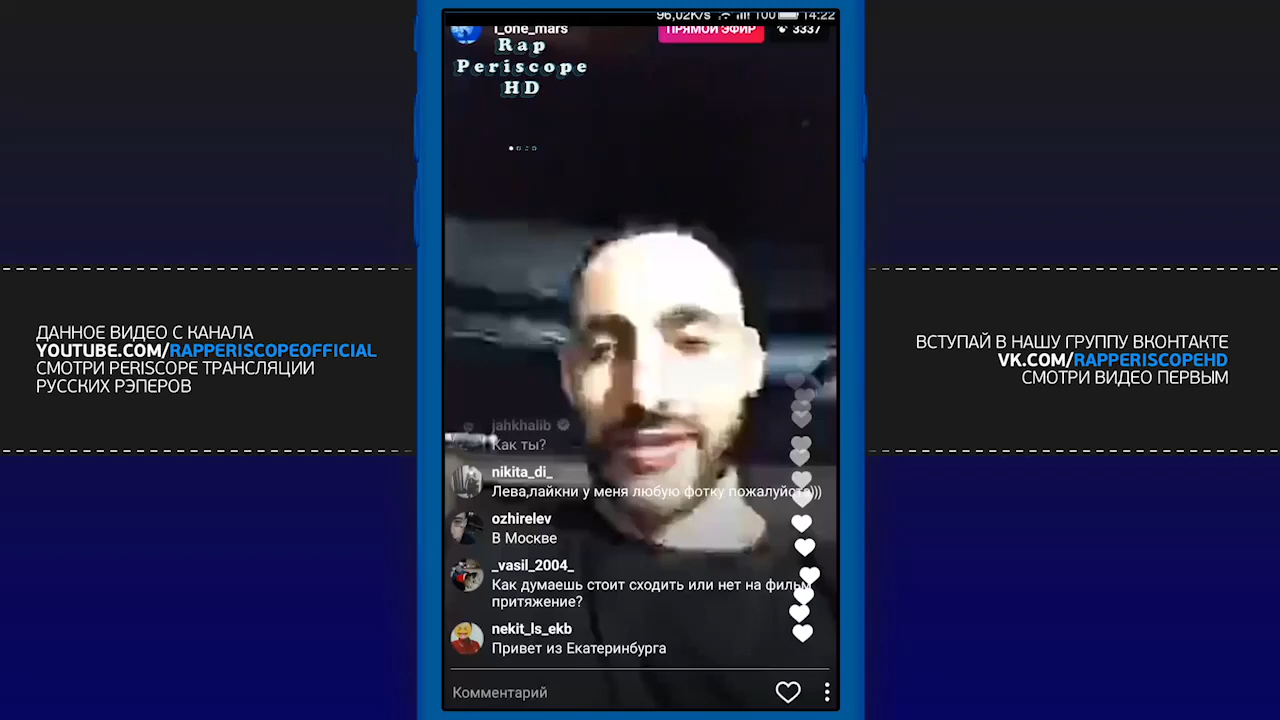 96,02K/s 100 14:22
l_one_mars ПРЯМОЙ ЭФИР 3337
Rap
Periscope
HD
ДАННОЕ ВИДЕО С КАНАЛА
YOUTUBE.COM/RAPPERISCOPEOFFICIAL
СМОТРИ PERISCOPE ТРАНСЛЯЦИИ
РУССКИХ РЭПЕРОВ
ВСТУПАЙ В НАШУ ГРУППУ ВКОНТАКТЕ
VK.COM/RAPPERISCOPEHD
СМОТРИ ВИДЕО ПЕРВЫМ
jahkhalib
Как ты?
nikita_di_
Лева,лайкни у меня любую фотку пожалуйста)))
ozhirelev
В Москве
_vasil_2004_
Как думаешь стоит сходить или нет на фильм
притяжение?
nekit_ls_ekb
Привет из Екатеринбурга
Комментарий